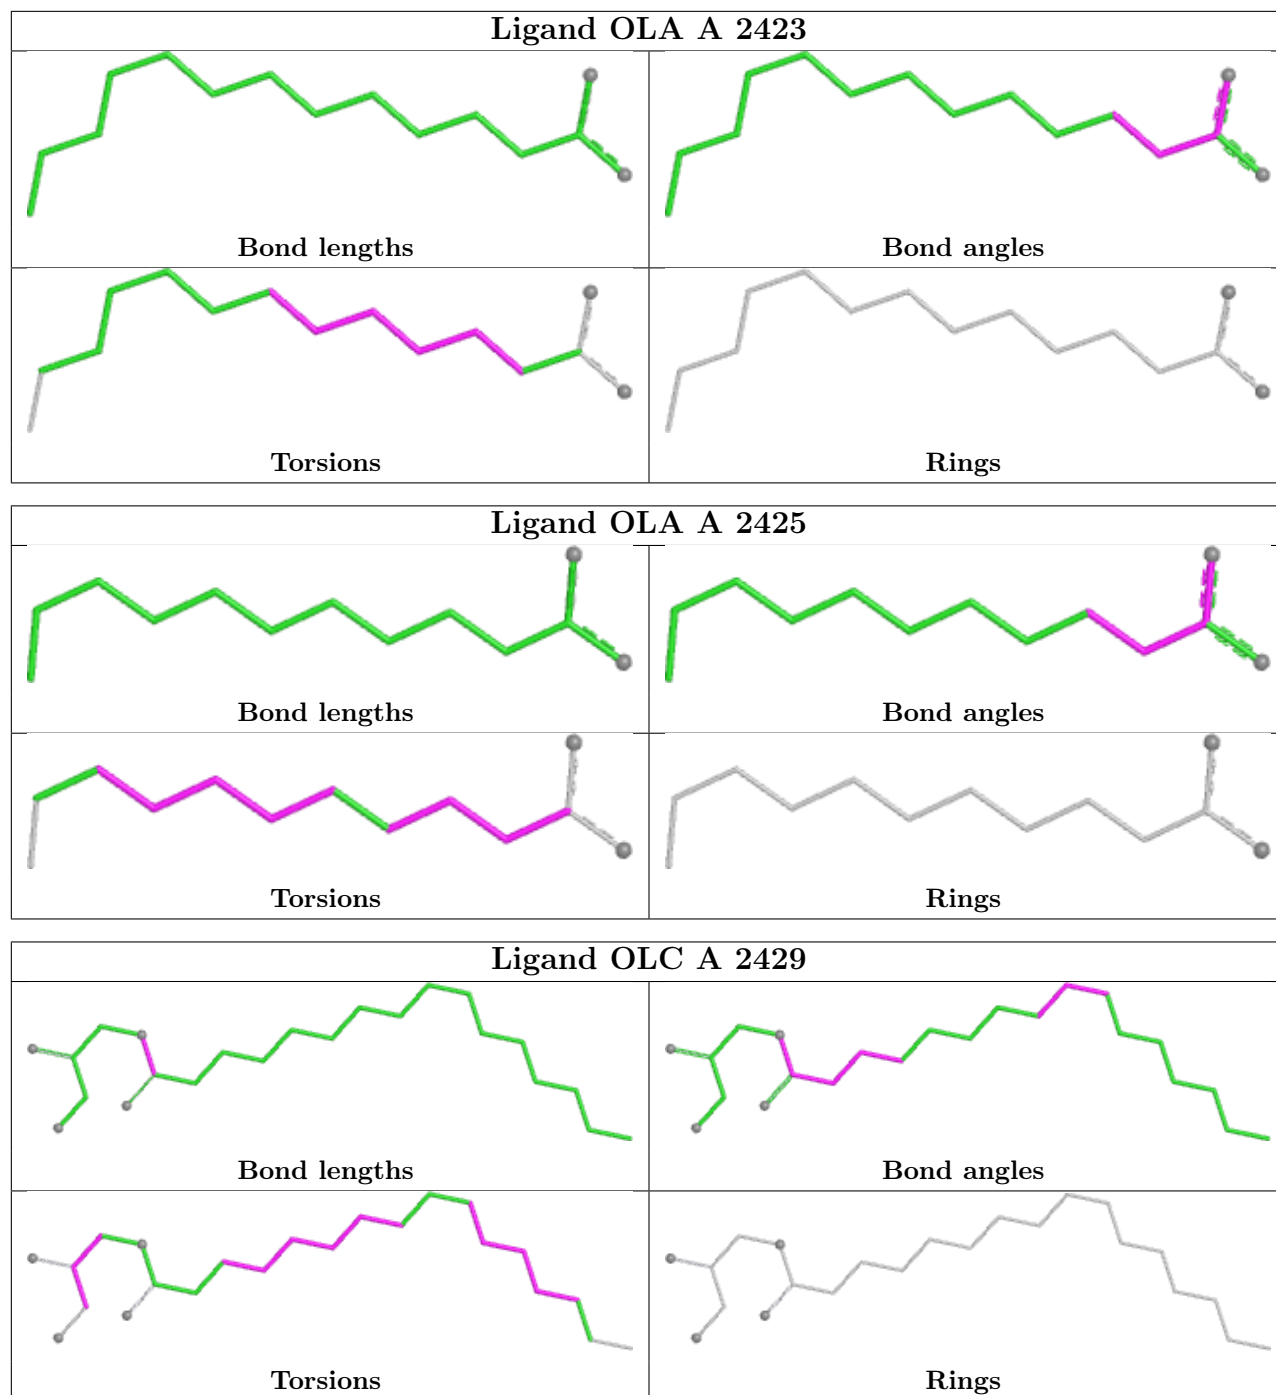 Ligand OLA A 2423
Bond lengths
Bond angles
Torsions
Rings
Ligand OLA A 2425
Bond lengths
Bond angles
Torsions
Rings
Ligand OLC A 2429
Bond lengths
Bond angles
Torsions
Rings